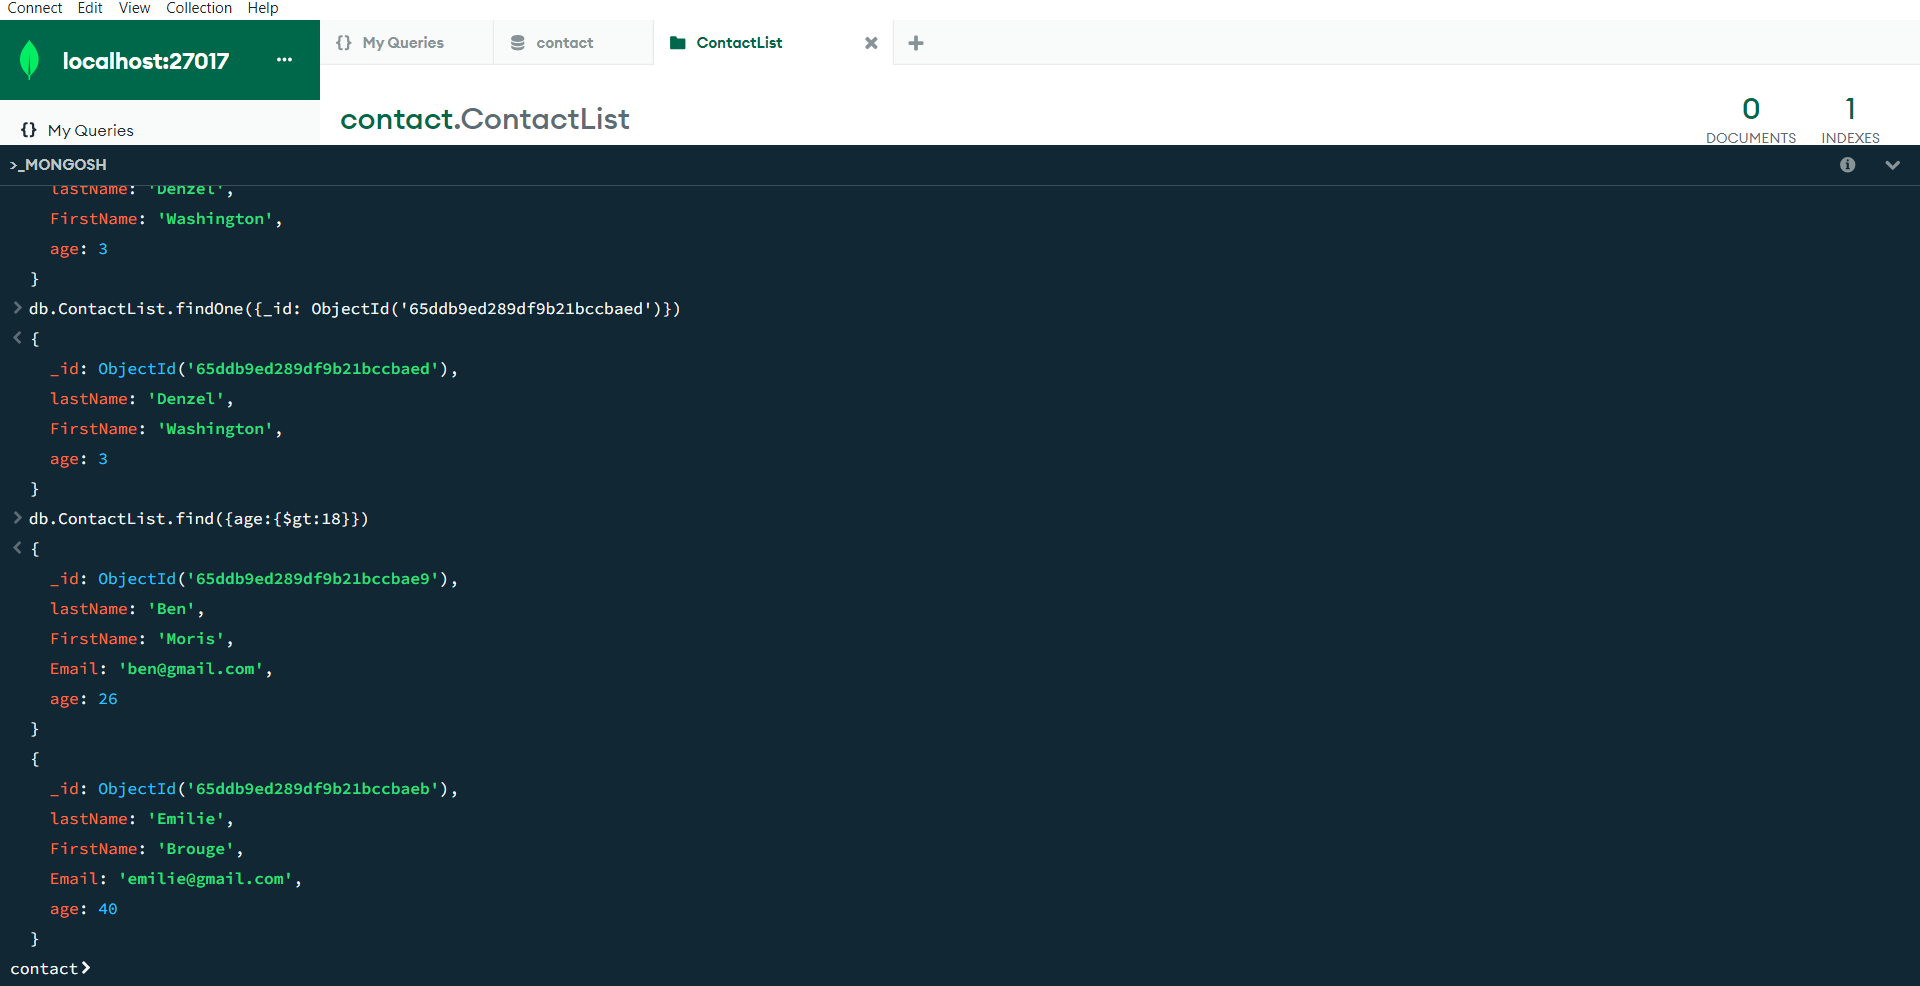 Connect Edit View Collection Help
localhost:27017 ...
{} My Queries
contact
ContactList
{} My Queries
contact.ContactList
0
DOCUMENTS
1
INDEXES
>_MONGOSH
lastName: 'Denzel',
FirstName: 'Washington',
age: 3
}
> db.ContactList.findOne({_id: ObjectId('65ddb9ed289df9b21bccbaed')})
< {
_id: ObjectId('65ddb9ed289df9b21bccbaed'),
lastName: 'Denzel',
FirstName: 'Washington',
age: 3
}
> db.ContactList.find({age:{$gt:18}})
< {
_id: ObjectId('65ddb9ed289df9b21bccbae9'),
lastName: 'Ben',
FirstName: 'Moris',
Email: 'ben@gmail.com',
age: 26
}
{
_id: ObjectId('65ddb9ed289df9b21bccbaeb'),
lastName: 'Emilie',
FirstName: 'Brouge',
Email: 'emilie@gmail.com',
age: 40
}
contact>